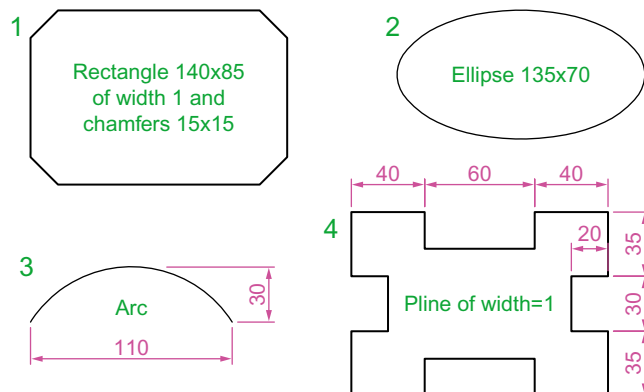 1
Rectangle 140x85
of width 1 and
chamfers 15x15
2
Ellipse 135x70
3
Arc
30
110
4
40
60
40
20
35
30
35
Pline of width=1